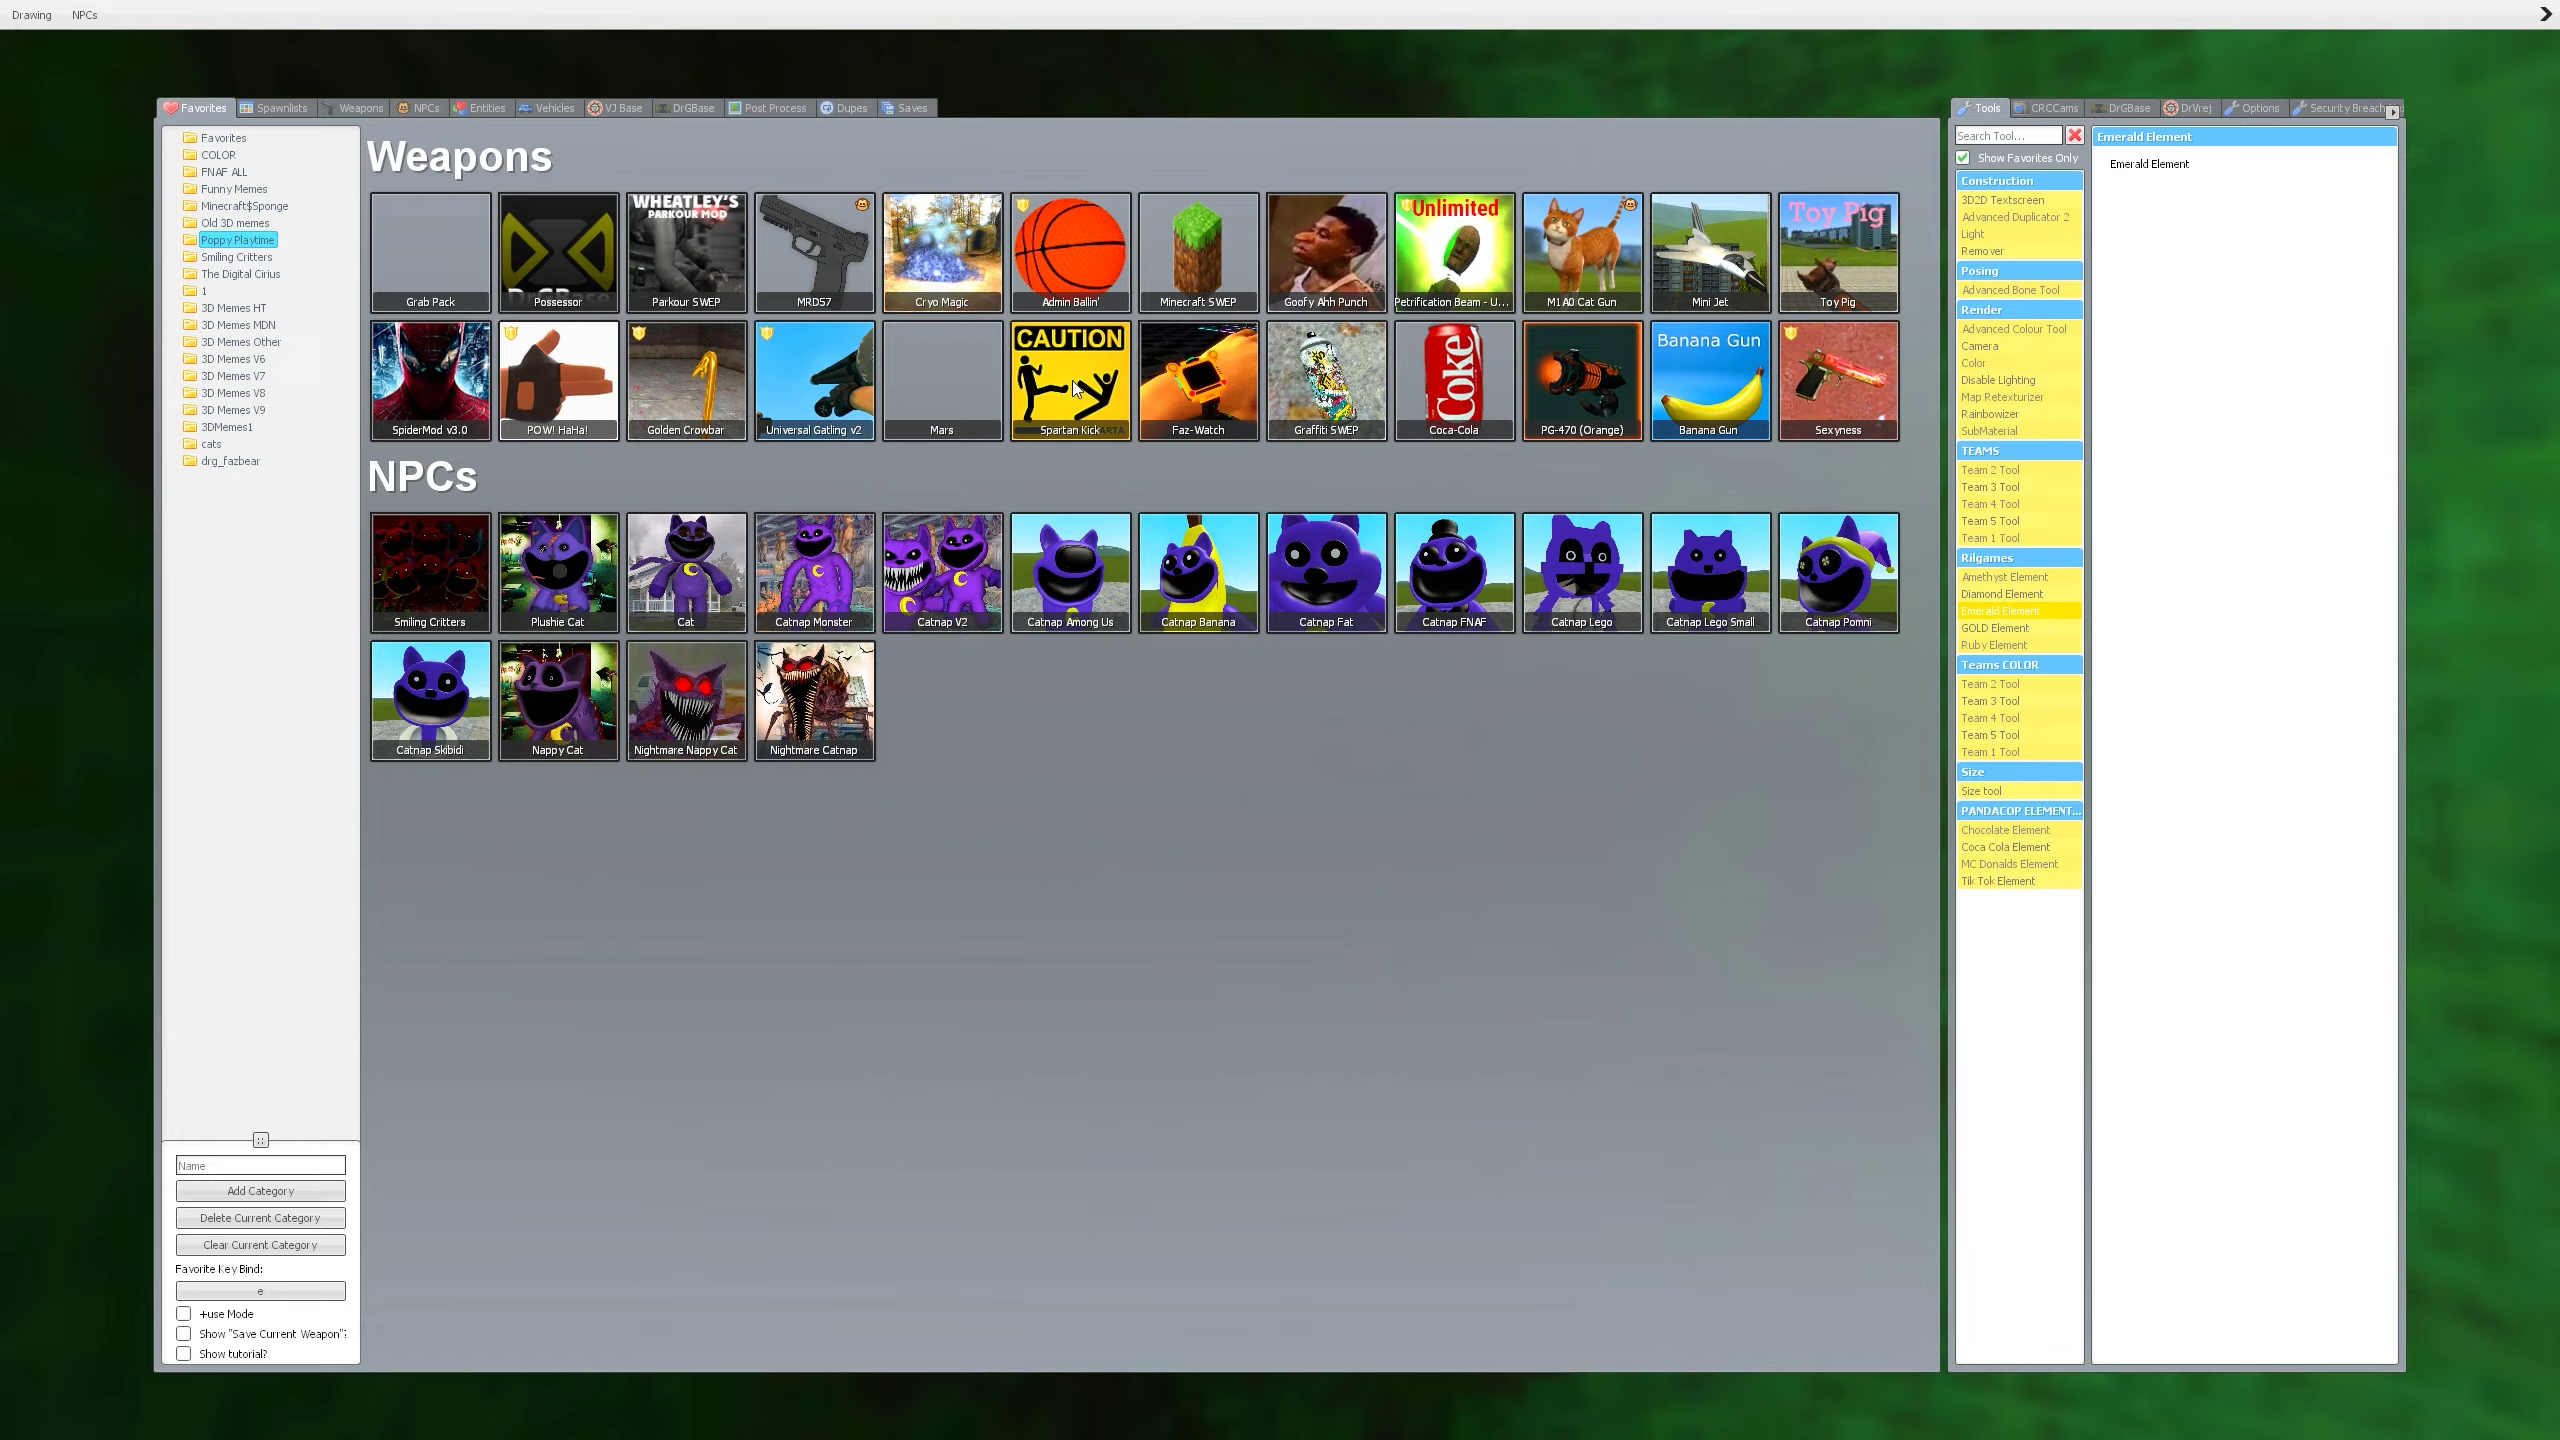 Drawing NPCs
Favorites Spawnlists Weapons NPCs Entities Vehicles VJ Base DrGBase Post Process Dupes Saves
Favorites
COLOR
FNAF ALL
Funny Memes
Minecraft$Sponge
Old 3D memes
Poppy Playtime
Smiling Critters
The Digital Cirius
1
3D Memes HT
3D Memes MDN
3D Memes Other
3D Memes V6
3D Memes V7
3D Memes V8
3D Memes V9
3DMemes1
cats
drg_fazbear
Name
Add Category
Delete Current Category
Clear Current Category
Favorite Key Bind:
e
+use Mode
Show "Save Current Weapon"?
Show tutorial?
Weapons
WHEATLEY'S
PARKOUR MOD
Unlimited
Toy Pig
Grab Pack Possessor Parkour SWEP MRD57 Cryo Magic Admin Ballin' Minecraft SWEP Goofy Ahh Punch Petrification Beam - U... M1A0 Cat Gun Mini Jet Toy Pig
CAUTION
Coke
Banana Gun
SpiderMod v3.0 POW! HaHa! Golden Crowbar Universal Gatling v2 Mars Spartan Kick Faz-Watch Graffiti SWEP Coca-Cola PG-470 (Orange) Banana Gun Sexyness
NPCs
Smiling Critters Plushie Cat Cat Catnap Monster Catnap V2 Catnap Among Us Catnap Banana Catnap Fat Catnap FNAF Catnap Lego Catnap Lego Small Catnap Pomni
Catnap Skibidi Nappy Cat Nightmare Nappy Cat Nightmare Catnap
Tools CRCCams DrGBase DrVrej Options Security Breach
Search Tool...
Show Favorites Only
Construction
3D2D Textscreen
Advanced Duplicator 2
Light
Remover
Posing
Advanced Bone Tool
Render
Advanced Colour Tool
Camera
Color
Disable Lighting
Map Retexturizer
Rainbowizer
SubMaterial
TEAMS
Team 2 Tool
Team 3 Tool
Team 4 Tool
Team 5 Tool
Team 1 Tool
Rilgames
Amethyst Element
Diamond Element
Emerald Element
GOLD Element
Ruby Element
Teams COLOR
Team 2 Tool
Team 3 Tool
Team 4 Tool
Team 5 Tool
Team 1 Tool
Size
Size tool
PANDACOP ELEMENT...
Chocolate Element
Coca Cola Element
MC Donalds Element
Tik Tok Element
Emerald Element
Emerald Element